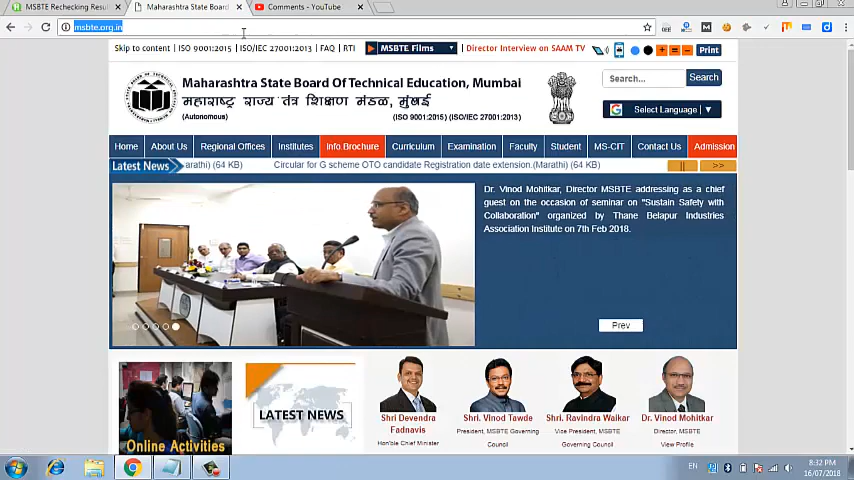 MSBTE Rechecking Resul
Maharashtra State Board
Comments - YouTube
msbte.org.in
Skip to content | ISO 9001:2015 | ISO/IEC 27001:2013 | FAQ | RTI
MSBTE Films
Director Interview on SAAM TV
Print
Maharashtra State Board Of Technical Education, Mumbai
महाराष्ट्र राज्य तंत्र शिक्षण मंडळ, मुंबई
(Autonomous)
(ISO 9001:2015) (ISO/IEC 27001:2013)
Search...
Search
G Select Language ▼
Home
About Us
Regional Offices
Institutes
Info Brochure
Curriculum
Examination
Faculty
Student
MS-CIT
Contact Us
Admission
Latest News
arathi) (64 KB)
Circular for G scheme OTO candidate Registration date extension.(Marathi) (64 KB)
||
>>
Dr. Vinod Mohitkar, Director MSBTE addressing as a chief
guest on the occasion of seminar on "Sustain Safety with
Collaboration" organized by Thane Belapur Industries
Association Institute on 7th Feb 2018.
Prev
Online Activities
LATEST NEWS
Shri Devendra
Fadnavis
Hon'ble Chief Minister
Shri. Vinod Tawde
President, MSBTE Governing
Council
Shri. Ravindra Waikar
Vice President, MSBTE
Governing Council
Dr. Vinod Mohitkar
Director, MSBTE
View Profile
EN
8:32 PM
16/07/2018